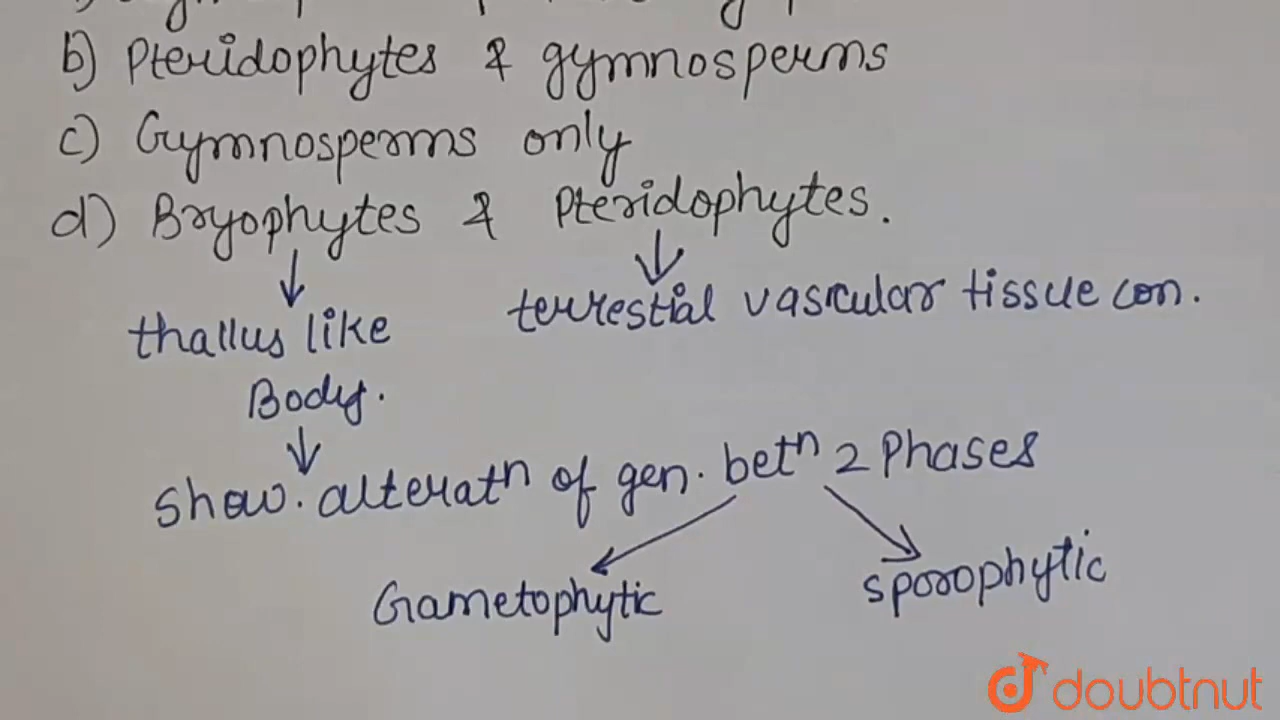 b) Pteridophytes & gymnosperms
c) Gymnosperms only
d) Bryophytes & Pteridophytes.
thallus like
Body.
terrestial vascular tissue con.
show. alteratn of gen. betn 2 Phases
Gametophytic
sporophytic
doubtnut